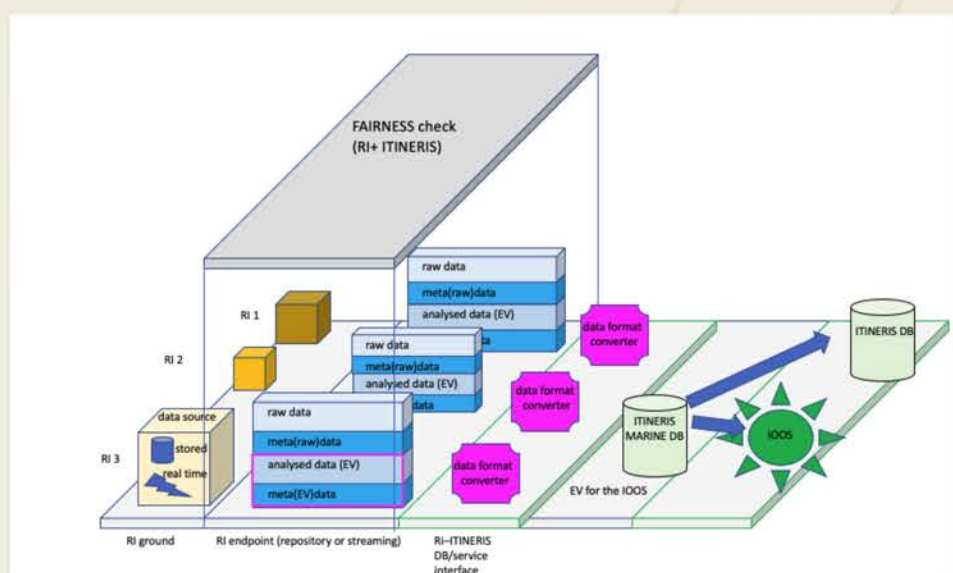 FAIRNESS check
(RI+ ITINERIS)
raw data
meta(raw)data
analysed data (EV)
data
RI 1
data format
converter
ITINERIS DB
RI 2
raw data
meta(raw)data
analysed data (EV)
data
data format
converter
data source
stored
real time
RI 3
raw data
meta(raw)data
analysed data (EV)
meta(EV)data
data format
converter
ITINERIS
MARINE DB
IOOS
EV for the IOOS
RI ground
RI endpoint (repository or streaming)
Ri–ITINERIS
DB/service
interface